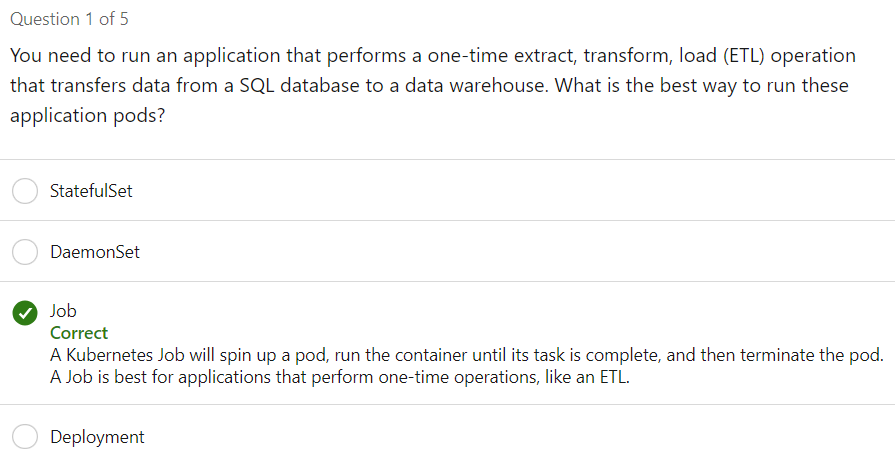 Question 1 of 5
You need to run an application that performs a one-time extract, transform, load (ETL) operation
that transfers data from a SQL database to a data warehouse. What is the best way to run these
application pods?
StatefulSet
DaemonSet
Job
Correct
A Kubernetes Job will spin up a pod, run the container until its task is complete, and then terminate the pod.
A Job is best for applications that perform one-time operations, like an ETL.
Deployment